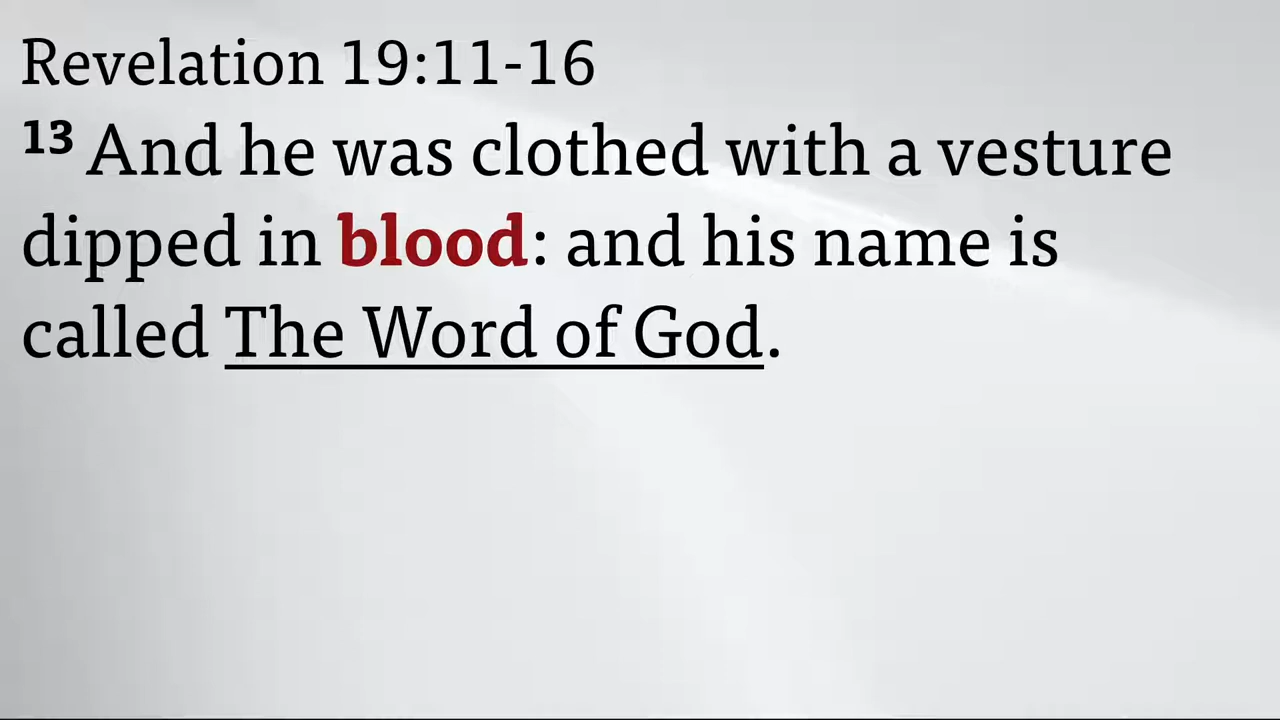 Revelation 19:11-16
13 And he was clothed with a vesture
dipped in blood: and his name is
called The Word of God.